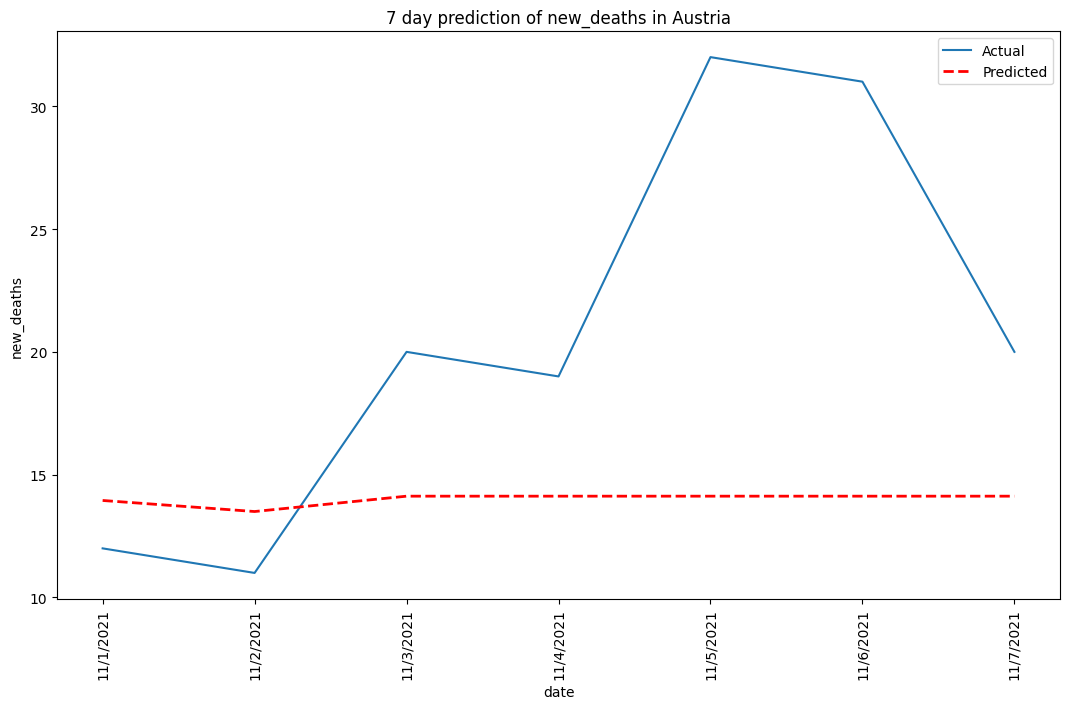 7 day prediction of new_deaths in Austria
Actual
Predicted
new_deaths
30
25
20
15
10
11/1/2021
11/2/2021
11/3/2021
11/4/2021
11/5/2021
11/6/2021
11/7/2021
date